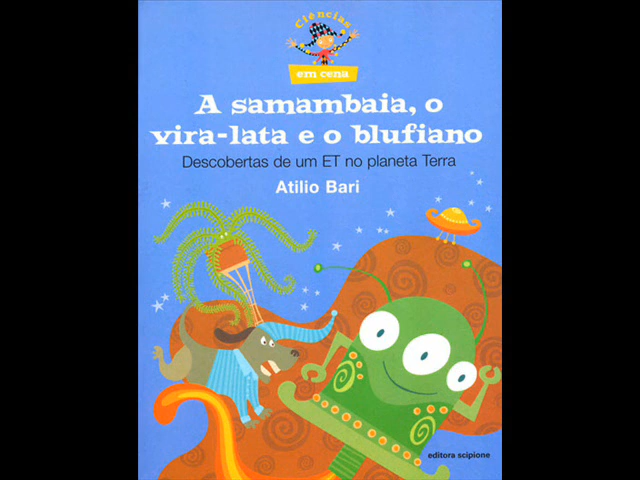 Ciências
em cena
A samambaia, o
vira-lata e o blufiano
Descobertas de um ET no planeta Terra
Atilio Bari
editora scipione